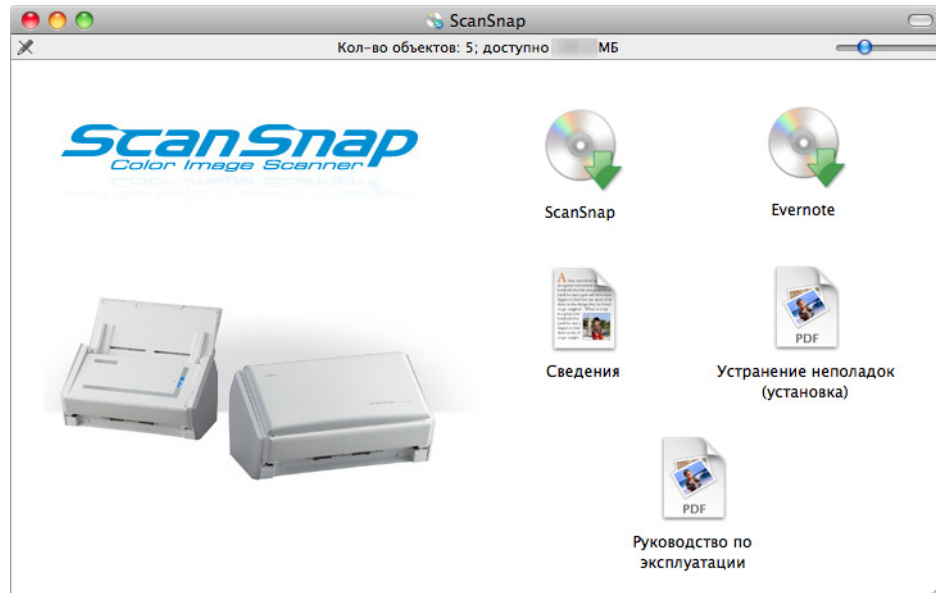 ScanSnap
Кол-во объектов: 5; доступно МБ
ScanSnap
Color Image Scanner
ScanSnap
Evernote
Сведения
PDF
Устранение неполадок
(установка)
PDF
Руководство по
эксплуатации